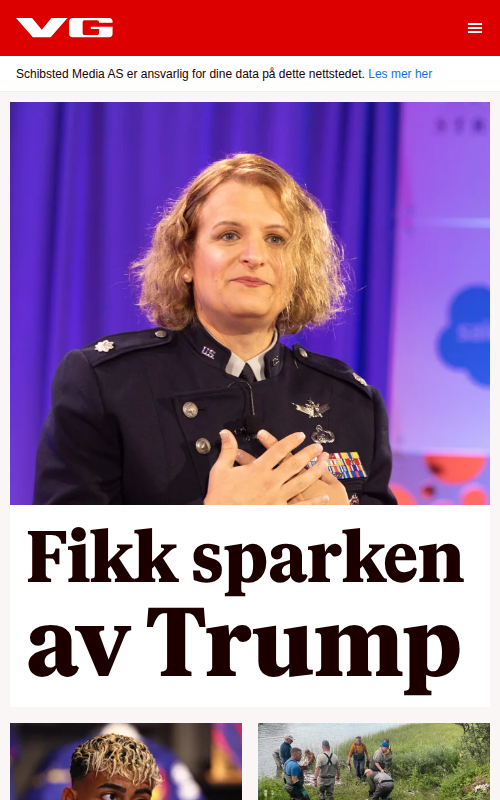 VG
Schibsted Media AS er ansvarlig for dine data på dette nettstedet. Les mer her
Fikk sparken
av Trump